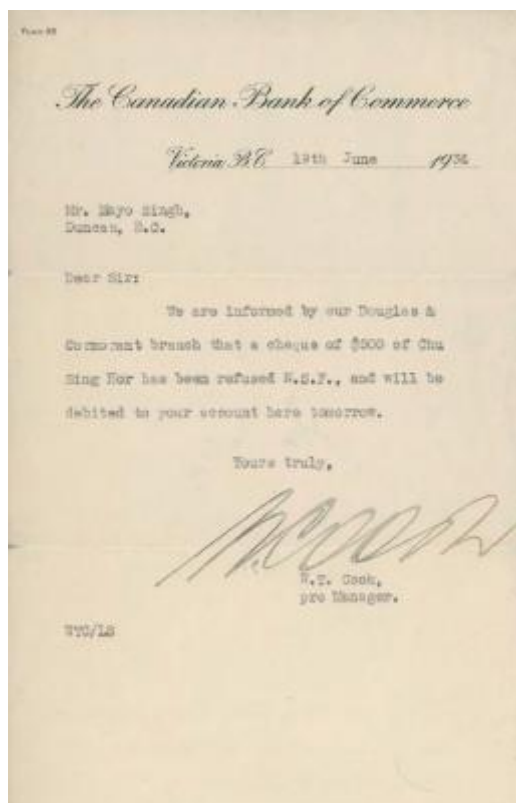 The Canadian Bank of Commerce
Victoria B.C. 19th June 193
Mr. Mayo Singh,
Duncan, B.C.
Dear Sir:
We are informed by our Douglas &
Cormorant branch that a cheque of $500 of Chu
Sing Hor has been refused N.S.F., and will be
debited to your account here tomorrow.
Yours truly,
W.T. Cook,
pro Manager.
WTC/LS